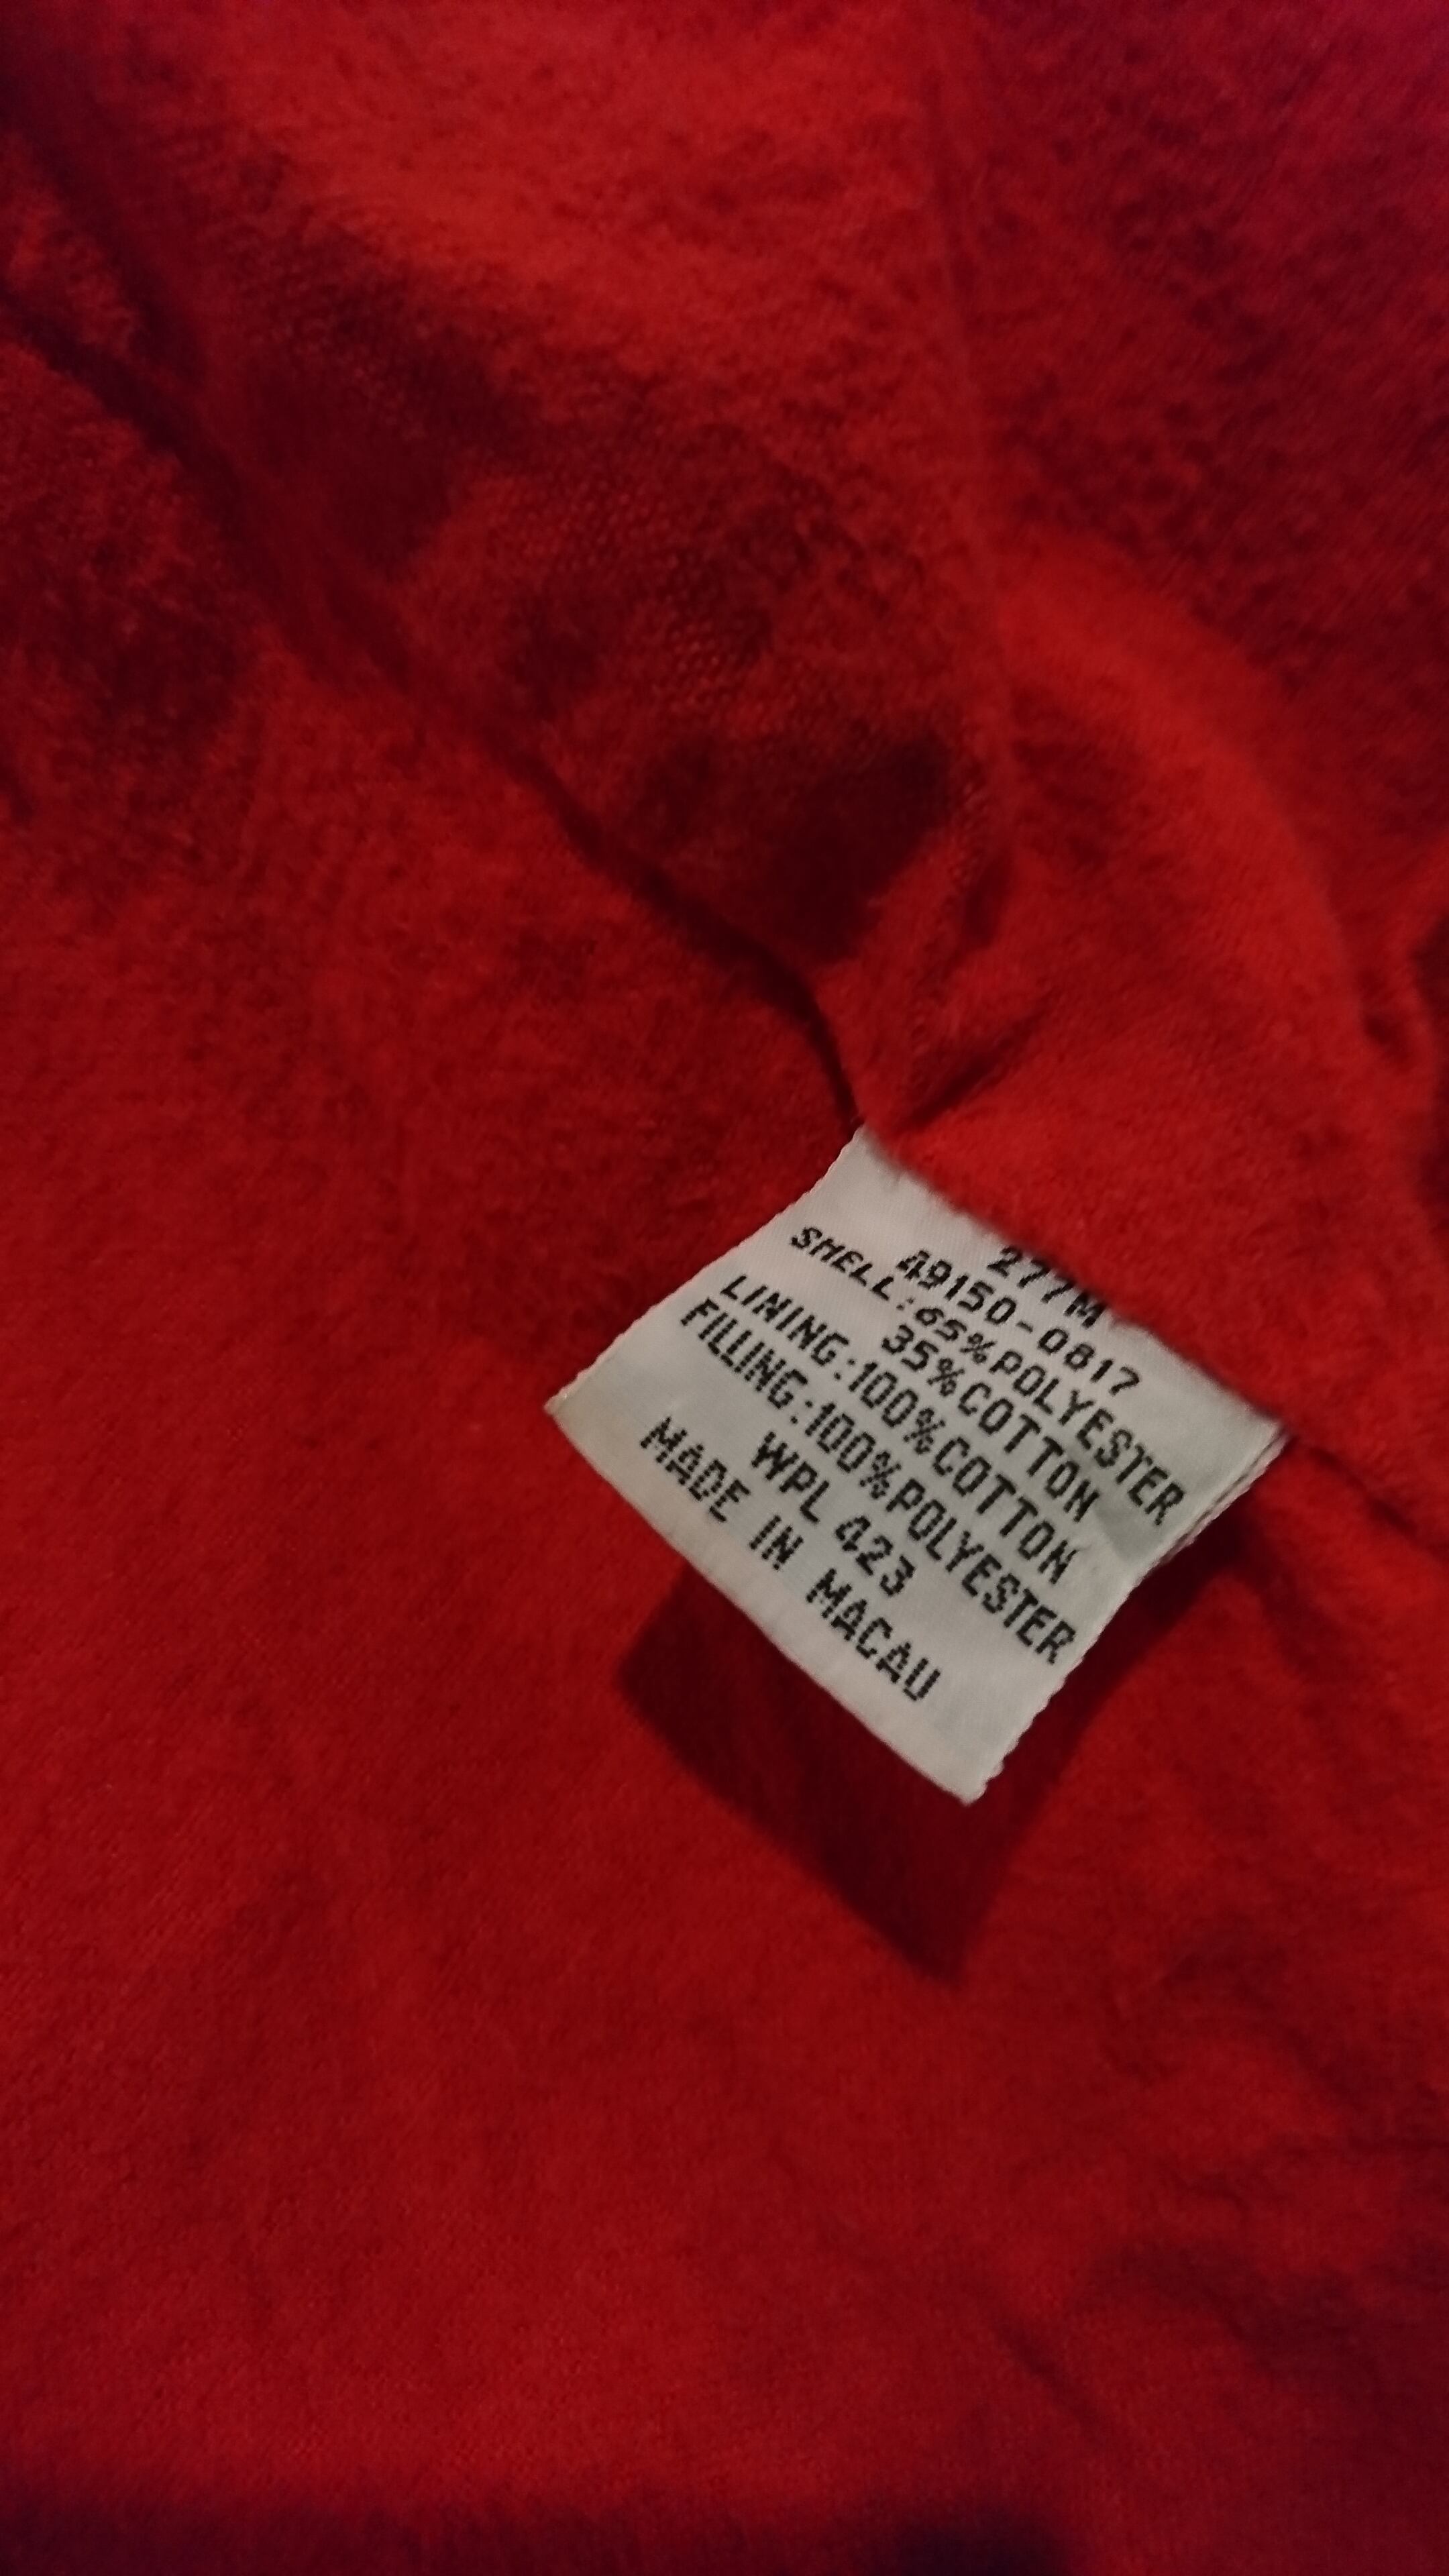 277M
49150-0817
SHELL:65%POLYESTER
35%COTTON
LINING:100%COTTON
FILLING:100%POLYESTER
WPL 423
MADE IN MACAU